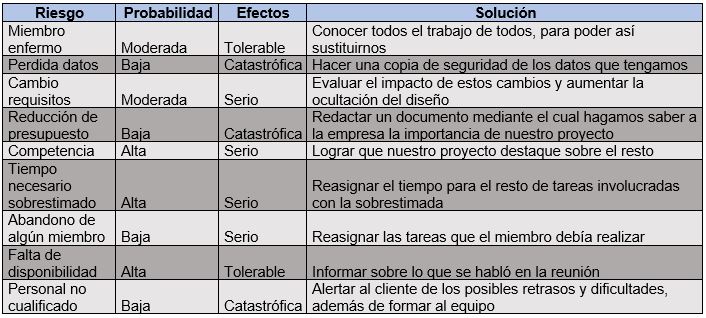 Riesgo Probabilidad Efectos Solución
Miembro enfermo Moderada Tolerable Conocer todos el trabajo de todos, para poder así sustituirnos
Perdida datos Baja Catastrófica Hacer una copia de seguridad de los datos que tengamos
Cambio requisitos Moderada Serio Evaluar el impacto de estos cambios y aumentar la ocultación del diseño
Reducción de presupuesto Baja Catastrófica Redactar un documento mediante el cual hagamos saber a la empresa la importancia de nuestro proyecto
Competencia Alta Serio Lograr que nuestro proyecto destaque sobre el resto
Tiempo necesario sobrestimado Alta Serio Reasignar el tiempo para el resto de tareas involucradas con la sobrestimada
Abandono de algún miembro Baja Serio Reasignar las tareas que el miembro debía realizar
Falta de disponibilidad Alta Tolerable Informar sobre lo que se habló en la reunión
Personal no cualificado Baja Catastrófica Alertar al cliente de los posibles retrasos y dificultades, además de formar al equipo